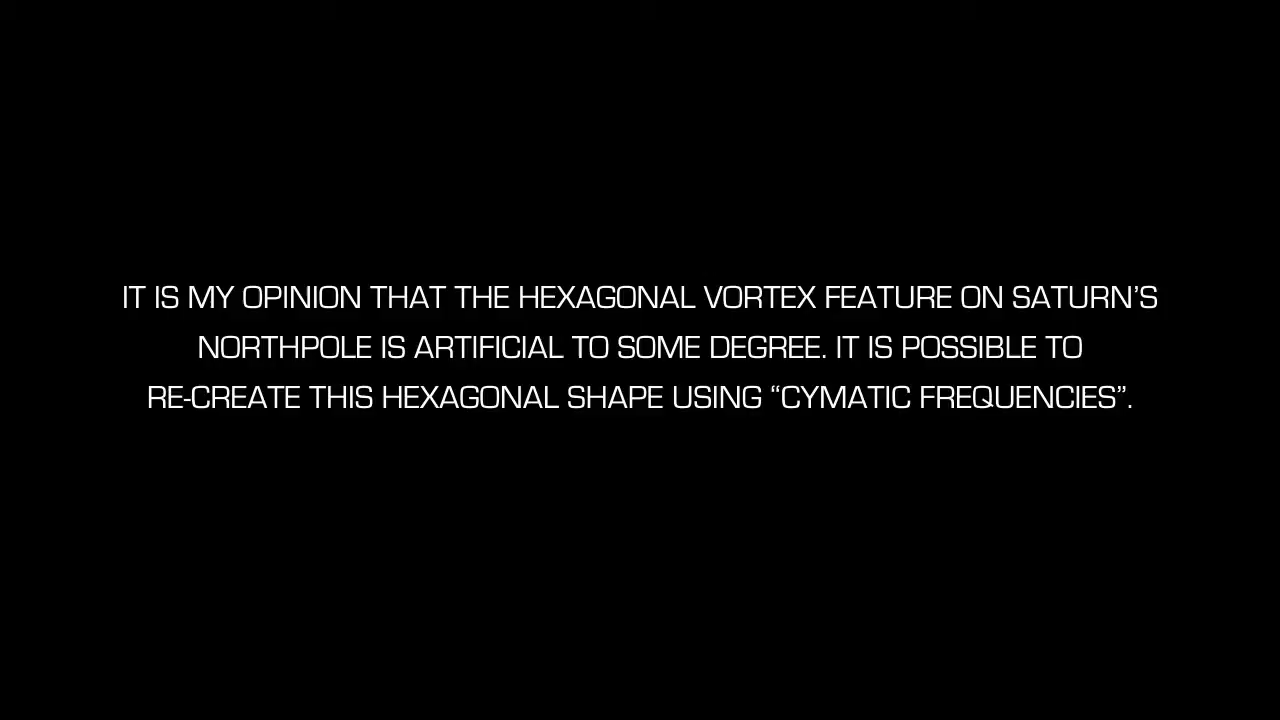 IT IS MY OPINION THAT THE HEXAGONAL VORTEX FEATURE ON SATURN'S
NORTHPOLE IS ARTIFICIAL TO SOME DEGREE. IT IS POSSIBLE TO
RE-CREATE THIS HEXAGONAL SHAPE USING “CYMATIC FREQUENCIES”.